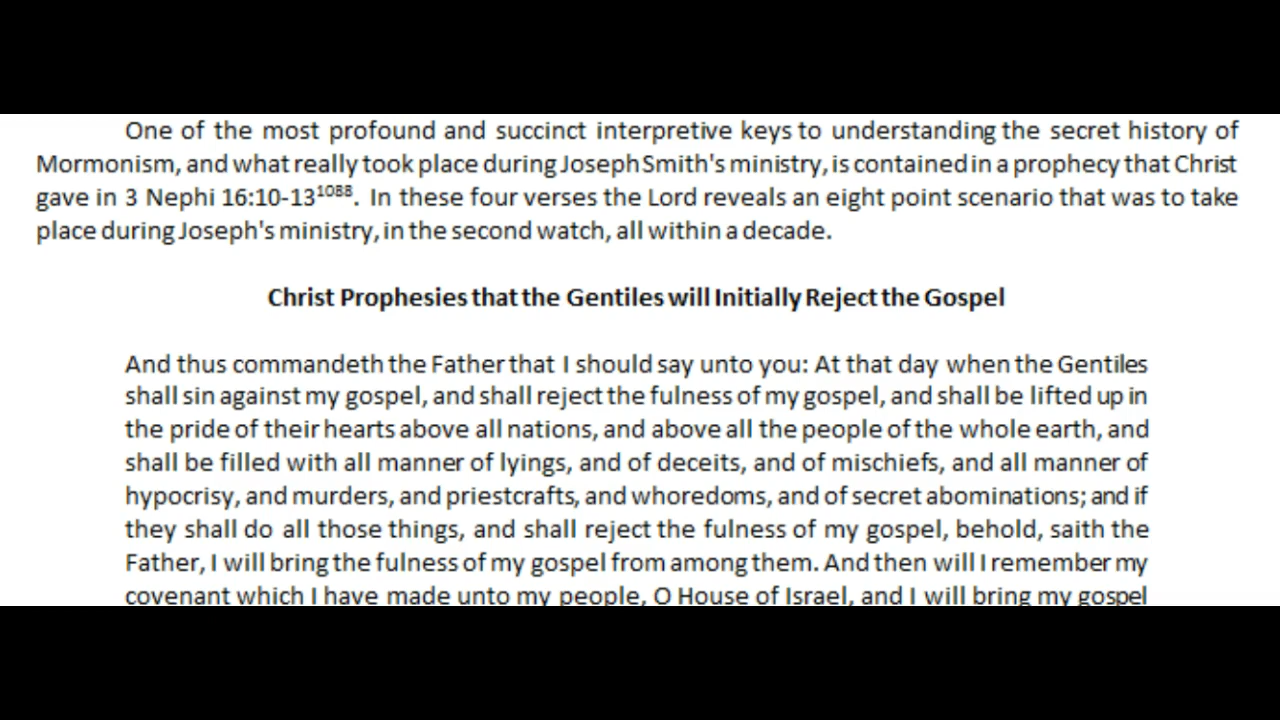 One of the most profound and succinct interpretive keys to understanding the secret history of
Mormonism, and what really took place during Joseph Smith's ministry, is contained in a prophecy that Christ
gave in 3 Nephi 16:10-13¹⁰⁸⁸. In these four verses the Lord reveals an eight point scenario that was to take
place during Joseph's ministry, in the second watch, all within a decade.
Christ Prophesies that the Gentiles will Initially Reject the Gospel
And thus commandeth the Father that I should say unto you: At that day when the Gentiles
shall sin against my gospel, and shall reject the fulness of my gospel, and shall be lifted up in
the pride of their hearts above all nations, and above all the people of the whole earth, and
shall be filled with all manner of lyings, and of deceits, and of mischiefs, and all manner of
hypocrisy, and murders, and priestcrafts, and whoredoms, and of secret abominations; and if
they shall do all those things, and shall reject the fulness of my gospel, behold, saith the
Father, I will bring the fulness of my gospel from among them. And then will I remember my
covenant which I have made unto my people, O House of Israel, and I will bring my gospel